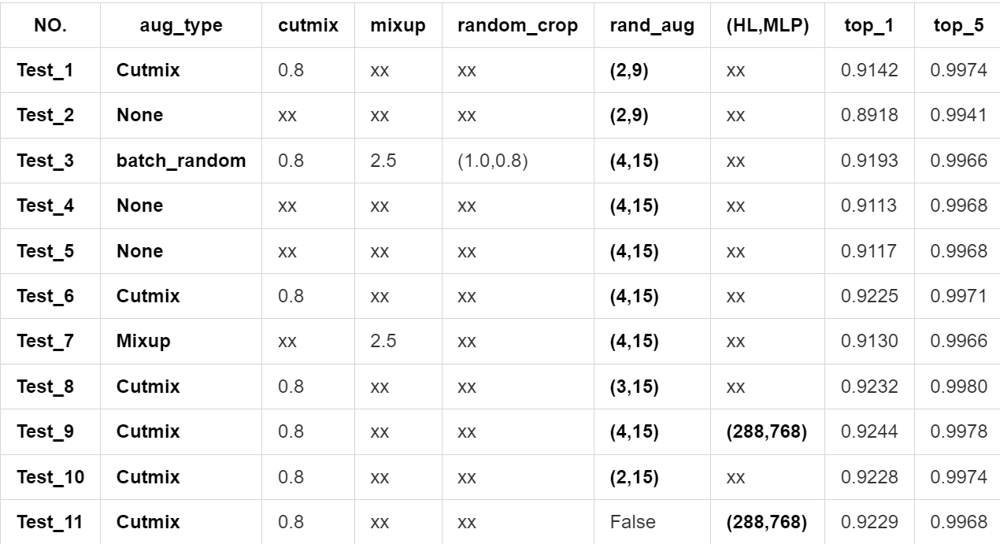 NO. aug_type cutmix mixup random_crop rand_aug (HL,MLP) top_1 top_5
Test_1 Cutmix 0.8 xx xx (2,9) xx 0.9142 0.9974
Test_2 None xx xx xx (2,9) xx 0.8918 0.9941
Test_3 batch_random 0.8 2.5 (1.0,0.8) (4,15) xx 0.9193 0.9966
Test_4 None xx xx xx (4,15) xx 0.9113 0.9968
Test_5 None xx xx xx (4,15) xx 0.9117 0.9968
Test_6 Cutmix 0.8 xx xx (4,15) xx 0.9225 0.9971
Test_7 Mixup xx 2.5 xx (4,15) xx 0.9130 0.9966
Test_8 Cutmix 0.8 xx xx (3,15) xx 0.9232 0.9980
Test_9 Cutmix 0.8 xx xx (4,15) (288,768) 0.9244 0.9978
Test_10 Cutmix 0.8 xx xx (2,15) xx 0.9228 0.9974
Test_11 Cutmix 0.8 xx xx False (288,768) 0.9229 0.9968